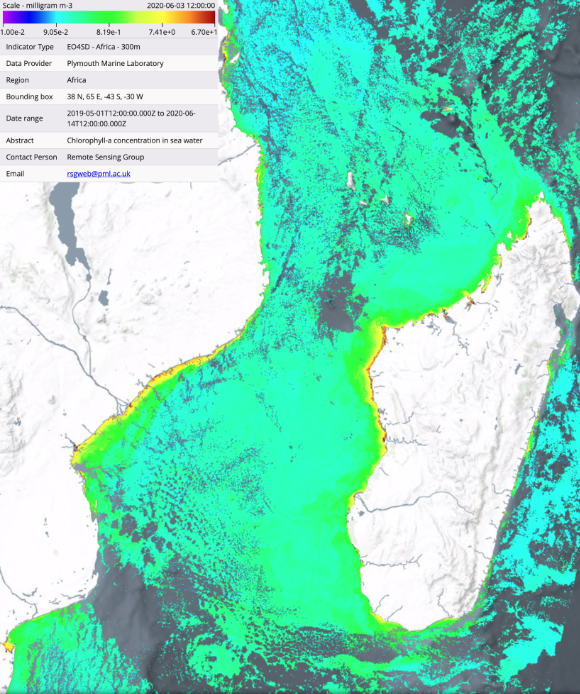 Scale - milligram m-3 2020-06-03 12:00:00
1.00e-2 9.05e-2 8.19e-1 7.41e+0 6.70e+1
Indicator Type EO4SD - Africa - 300m
Data Provider Plymouth Marine Laboratory
Region Africa
Bounding box 38 N, 65 E, -43 S, -30 W
Date range 2019-05-01T12:00:00.000Z to 2020-06-
14T12:00:00.000Z
Abstract Chlorophyll-a concentration in sea water
Contact Person Remote Sensing Group
Email rsgweb@pml.ac.uk